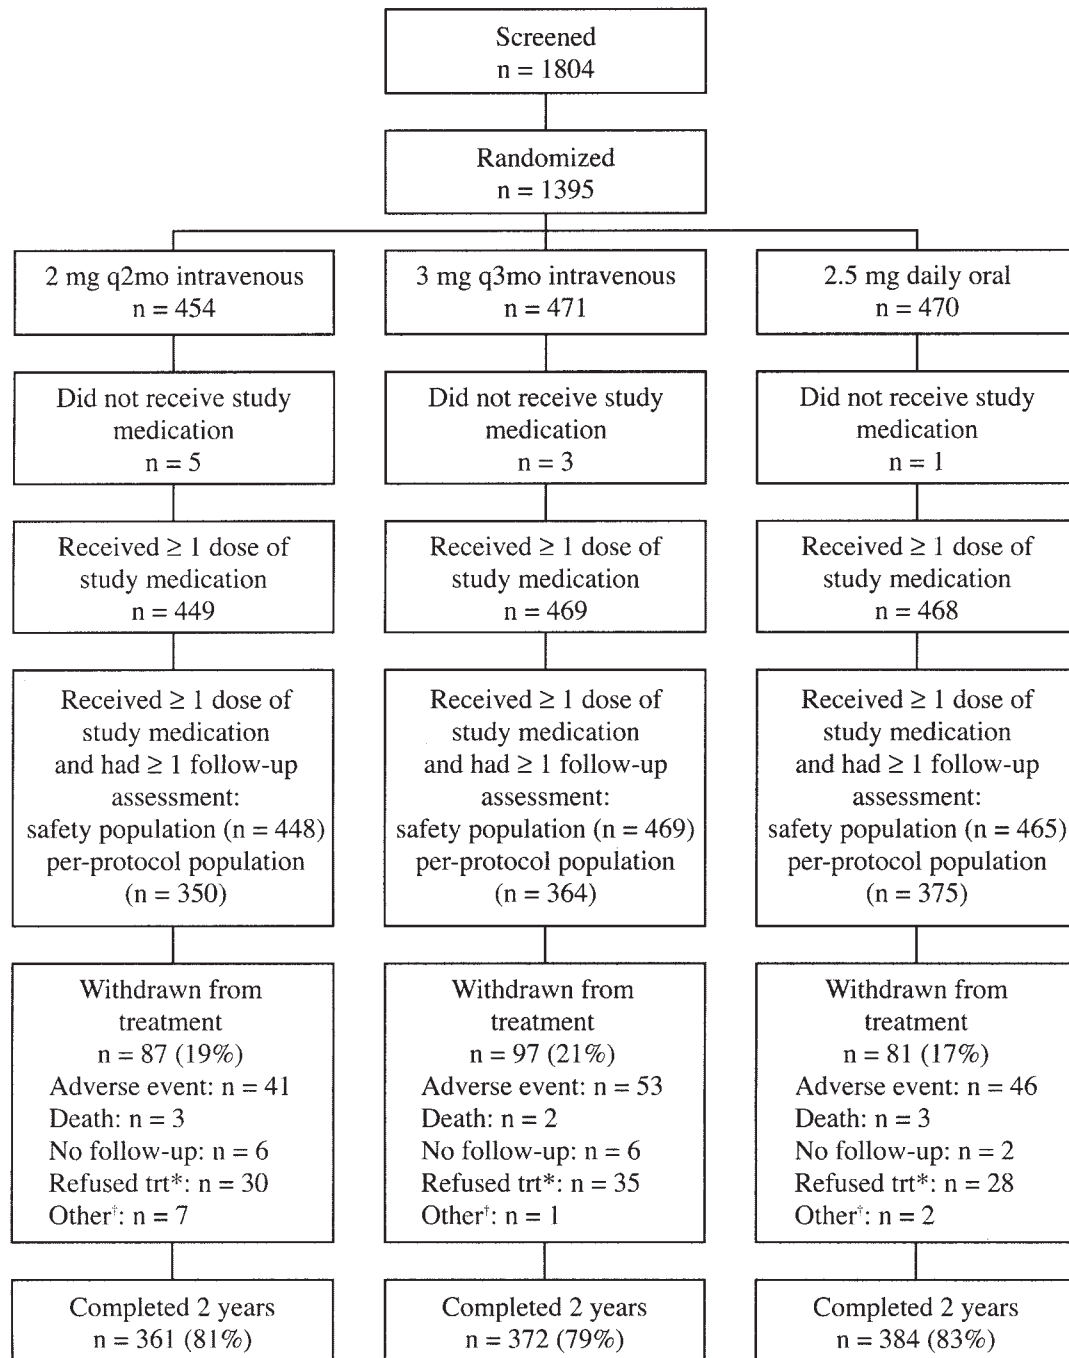 Screened
n = 1804
Randomized
n = 1395
2 mg q2mo intravenous
n = 454
3 mg q3mo intravenous
n = 471
2.5 mg daily oral
n = 470
Did not receive study
medication
n = 5
Did not receive study
medication
n = 3
Did not receive study
medication
n = 1
Received ≥ 1 dose of
study medication
n = 449
Received ≥ 1 dose of
study medication
n = 469
Received ≥ 1 dose of
study medication
n = 468
Received ≥ 1 dose of
study medication
and had ≥ 1 follow-up
assessment:
safety population (n = 448)
per-protocol population
(n = 350)
Received ≥ 1 dose of
study medication
and had ≥ 1 follow-up
assessment:
safety population (n = 469)
per-protocol population
(n = 364)
Received ≥ 1 dose of
study medication
and had ≥ 1 follow-up
assessment:
safety population (n = 465)
per-protocol population
(n = 375)
Withdrawn from
treatment
n = 87 (19%)
Adverse event: n = 41
Death: n = 3
No follow-up: n = 6
Refused trt*: n = 30
Other†: n = 7
Withdrawn from
treatment
n = 97 (21%)
Adverse event: n = 53
Death: n = 2
No follow-up: n = 6
Refused trt*: n = 35
Other†: n = 1
Withdrawn from
treatment
n = 81 (17%)
Adverse event: n = 46
Death: n = 3
No follow-up: n = 2
Refused trt*: n = 28
Other†: n = 2
Completed 2 years
n = 361 (81%)
Completed 2 years
n = 372 (79%)
Completed 2 years
n = 384 (83%)